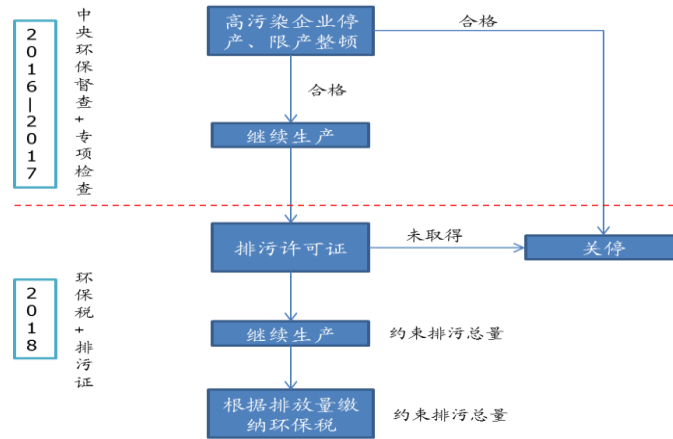 2016—2017
中央环保督查+专项检查
高污染企业停
产、限产整顿
合格
合格
继续生产
排污许可证
未取得
关停
2018
环保税+排污证
继续生产
约束排污总量
根据排放量缴
纳环保税
约束排污总量